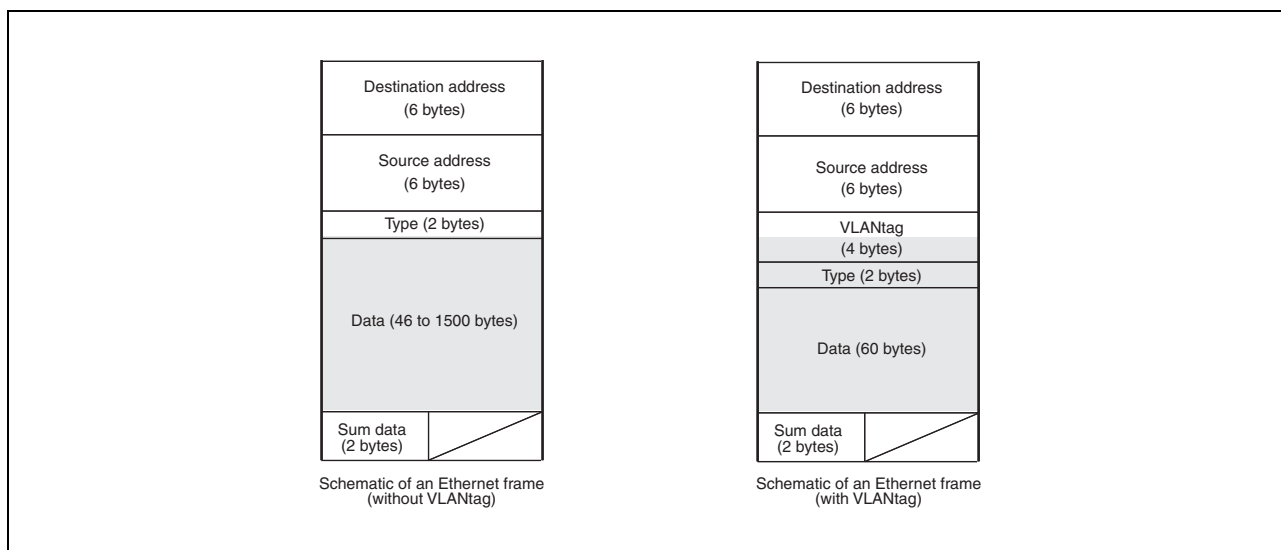 Destination address
(6 bytes)
Source address
(6 bytes)
Type (2 bytes)
Data (46 to 1500 bytes)
Sum data
(2 bytes)
Schematic of an Ethernet frame
(without VLANtag)
Destination address
(6 bytes)
Source address
(6 bytes)
VLANtag
(4 bytes)
Type (2 bytes)
Data (60 bytes)
Sum data
(2 bytes)
Schematic of an Ethernet frame
(with VLANtag)